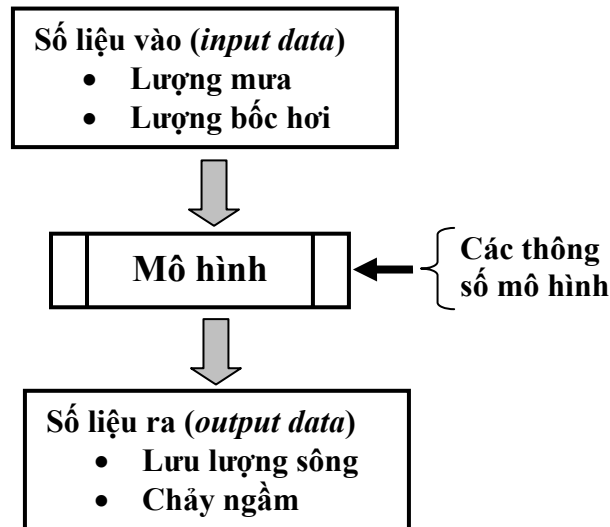 Số liệu vào (input data)
• Lượng mưa
• Lượng bốc hơi
Mô hình
Các thông
số mô hình
Số liệu ra (output data)
• Lưu lượng sông
• Chảy ngầm